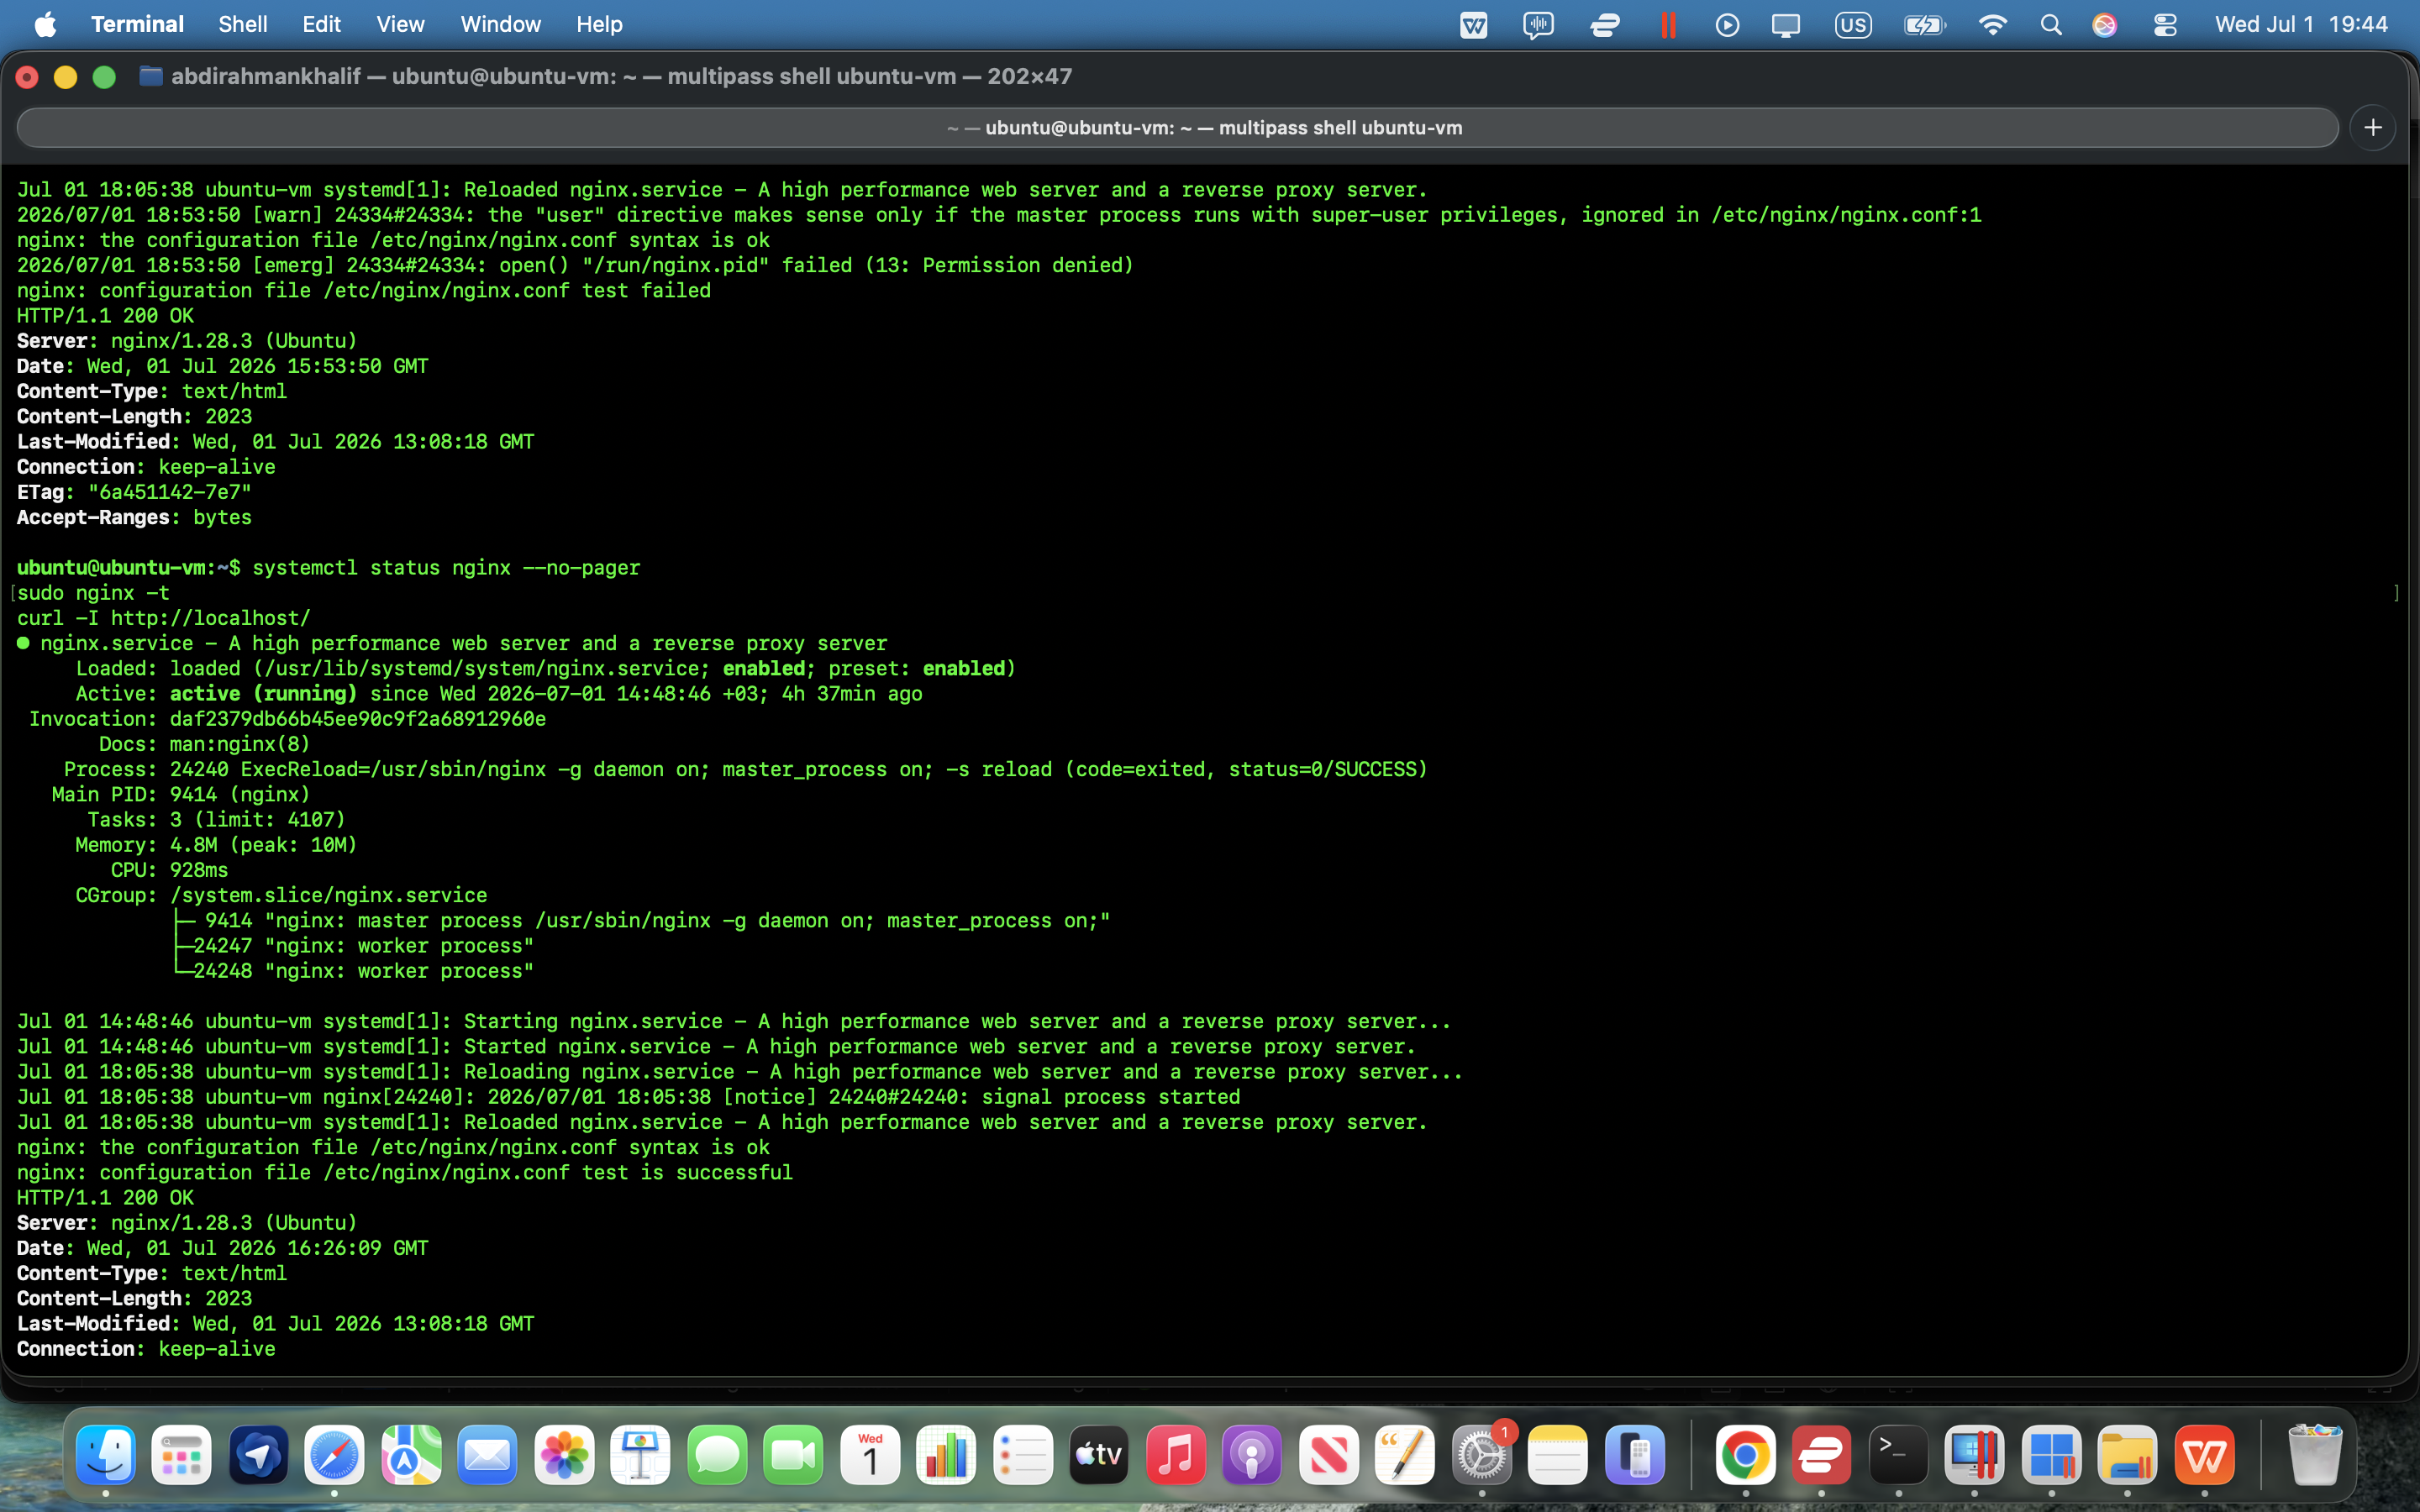 Terminal Shell Edit View Window Help US Wed Jul 1 19:44
abdirahmankhalif — ubuntu@ubuntu-vm: ~ — multipass shell ubuntu-vm — 202×47
~ — ubuntu@ubuntu-vm: ~ — multipass shell ubuntu-vm
Jul 01 18:05:38 ubuntu-vm systemd[1]: Reloaded nginx.service - A high performance web server and a reverse proxy server.
2026/07/01 18:53:50 [warn] 24334#24334: the "user" directive makes sense only if the master process runs with super-user privileges, ignored in /etc/nginx/nginx.conf:1
nginx: the configuration file /etc/nginx/nginx.conf syntax is ok
2026/07/01 18:53:50 [emerg] 24334#24334: open() "/run/nginx.pid" failed (13: Permission denied)
nginx: configuration file /etc/nginx/nginx.conf test failed
HTTP/1.1 200 OK
Server: nginx/1.28.3 (Ubuntu)
Date: Wed, 01 Jul 2026 15:53:50 GMT
Content-Type: text/html
Content-Length: 2023
Last-Modified: Wed, 01 Jul 2026 13:08:18 GMT
Connection: keep-alive
ETag: "6a451142-7e7"
Accept-Ranges: bytes
ubuntu@ubuntu-vm:~$ systemctl status nginx --no-pager
[sudo nginx -t ]
curl -I http://localhost/
● nginx.service - A high performance web server and a reverse proxy server
Loaded: loaded (/usr/lib/systemd/system/nginx.service; enabled; preset: enabled)
Active: active (running) since Wed 2026-07-01 14:48:46 +03; 4h 37min ago
Invocation: daf2379db66b45ee90c9f2a68912960e
Docs: man:nginx(8)
Process: 24240 ExecReload=/usr/sbin/nginx -g daemon on; master_process on; -s reload (code=exited, status=0/SUCCESS)
Main PID: 9414 (nginx)
Tasks: 3 (limit: 4107)
Memory: 4.8M (peak: 10M)
CPU: 928ms
CGroup: /system.slice/nginx.service
├─ 9414 "nginx: master process /usr/sbin/nginx -g daemon on; master_process on;"
├─24247 "nginx: worker process"
└─24248 "nginx: worker process"
Jul 01 14:48:46 ubuntu-vm systemd[1]: Starting nginx.service - A high performance web server and a reverse proxy server...
Jul 01 14:48:46 ubuntu-vm systemd[1]: Started nginx.service - A high performance web server and a reverse proxy server.
Jul 01 18:05:38 ubuntu-vm systemd[1]: Reloading nginx.service - A high performance web server and a reverse proxy server...
Jul 01 18:05:38 ubuntu-vm nginx[24240]: 2026/07/01 18:05:38 [notice] 24240#24240: signal process started
Jul 01 18:05:38 ubuntu-vm systemd[1]: Reloaded nginx.service - A high performance web server and a reverse proxy server.
nginx: the configuration file /etc/nginx/nginx.conf syntax is ok
nginx: configuration file /etc/nginx/nginx.conf test is successful
HTTP/1.1 200 OK
Server: nginx/1.28.3 (Ubuntu)
Date: Wed, 01 Jul 2026 16:26:09 GMT
Content-Type: text/html
Content-Length: 2023
Last-Modified: Wed, 01 Jul 2026 13:08:18 GMT
Connection: keep-alive
Wed
1
tv
1
>_